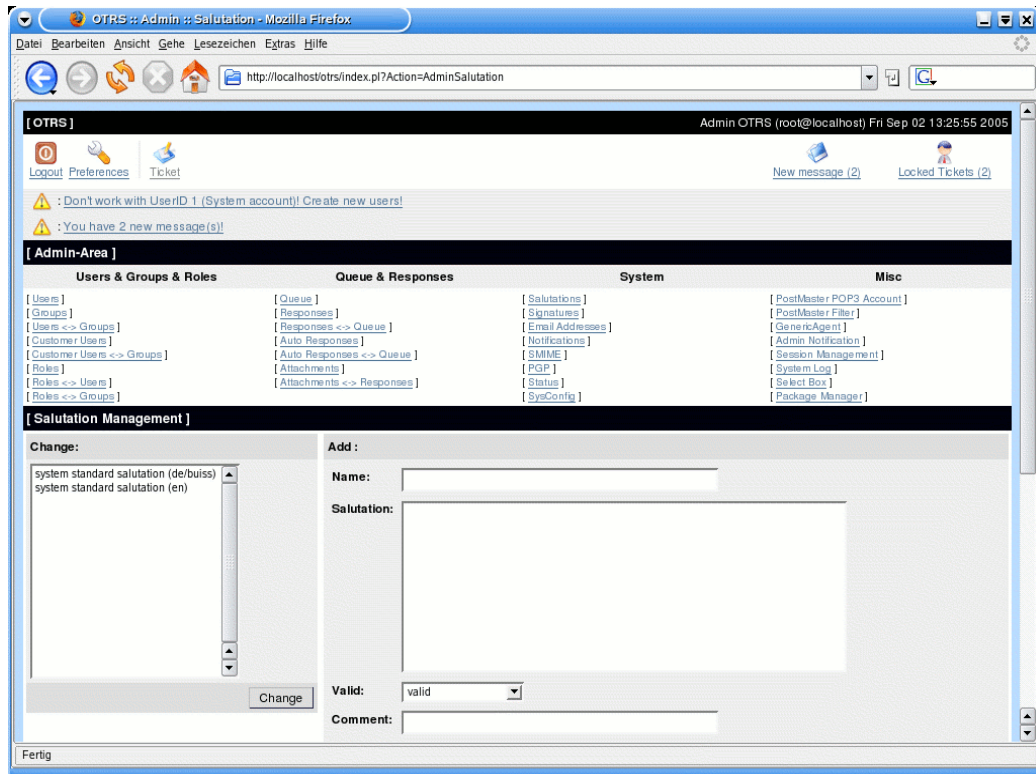 OTRS :: Admin :: Salutation - Mozilla Firefox
Datei Bearbeiten Ansicht Gehe Lesezeichen Extras Hilfe
http://localhost/otrs/index.pl?Action=AdminSalutation
[ OTRS ] Admin OTRS (root@localhost) Fri Sep 02 13:25:55 2005
Logout Preferences Ticket New message (2) Locked Tickets (2)
: Don't work with UserID 1 (System account)! Create new users!
: You have 2 new message(s)!
[ Admin-Area ]
Users & Groups & Roles Queue & Responses System Misc
[ Users ] [ Queue ] [ Salutations ] [ PostMaster POP3 Account ]
[ Groups ] [ Responses ] [ Signatures ] [ PostMaster Filter ]
[ Users <-> Groups ] [ Responses <-> Queue ] [ Email Addresses ] [ GenericAgent ]
[ Customer Users ] [ Auto Responses ] [ Notifications ] [ Admin Notification ]
[ Customer Users <-> Groups ] [ Auto Responses <-> Queue ] [ SMIME ] [ Session Management ]
[ Roles ] [ Attachments ] [ PGP ] [ System Log ]
[ Roles <-> Users ] [ Attachments <-> Responses ] [ Status ] [ Select Box ]
[ Roles <-> Groups ] [ SysConfig ] [ Package Manager ]
[ Salutation Management ]
Change: Add :
system standard salutation (de/buiss)
system standard salutation (en)
Name:
Salutation:
Valid: valid
Change
Comment:
Fertig